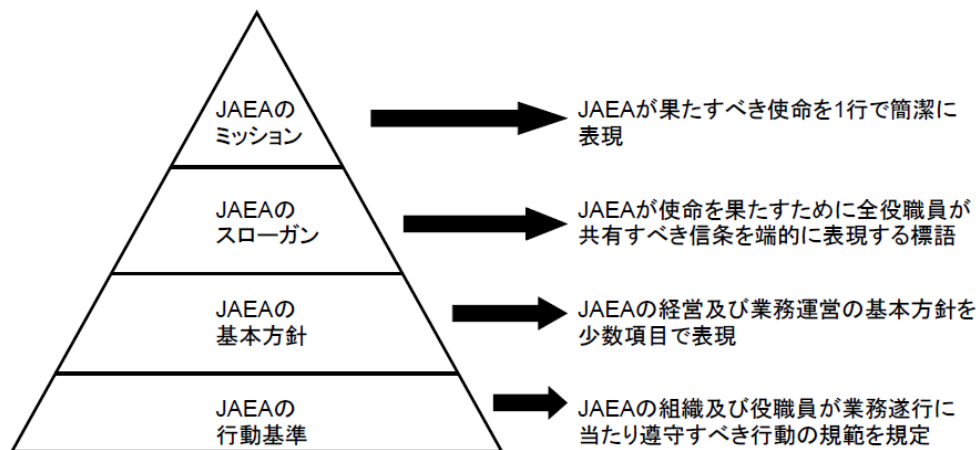 JAEAの
ミッション
JAEAが果たすべき使命を1行で簡潔に
表現
JAEAの
スローガン
JAEAが使命を果たすために全役職員が
共有すべき信条を端的に表現する標語
JAEAの
基本方針
JAEAの経営及び業務運営の基本方針を
少数項目で表現
JAEAの
行動基準
JAEAの組織及び役職員が業務遂行に
当たり遵守すべき行動の規範を規定